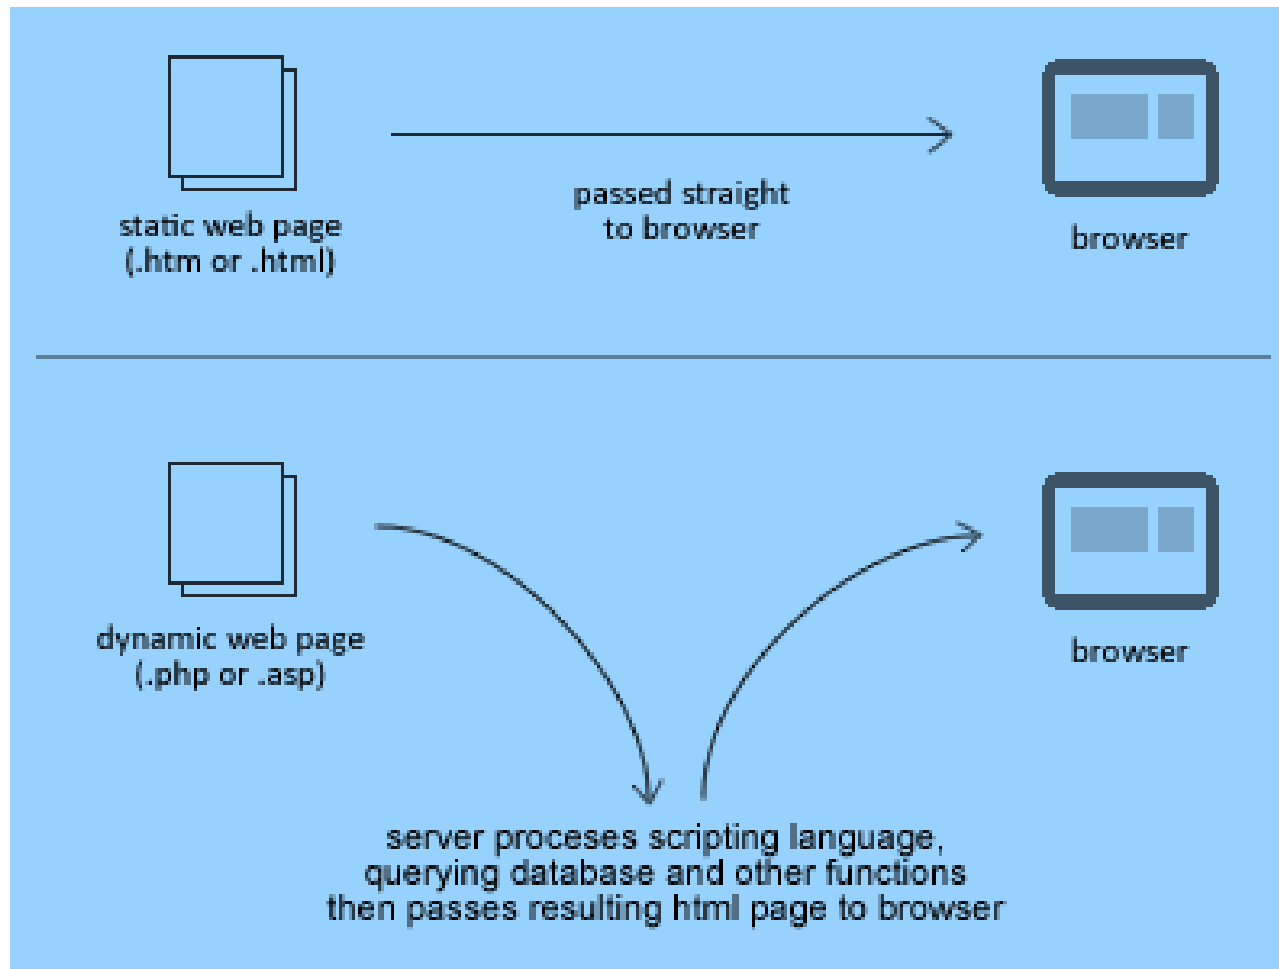 static web page
(.htm or .html)
passed straight
to browser
browser
dynamic web page
(.php or .asp)
browser
server proceses scripting language,
querying database and other functions
then passes resulting html page to browser